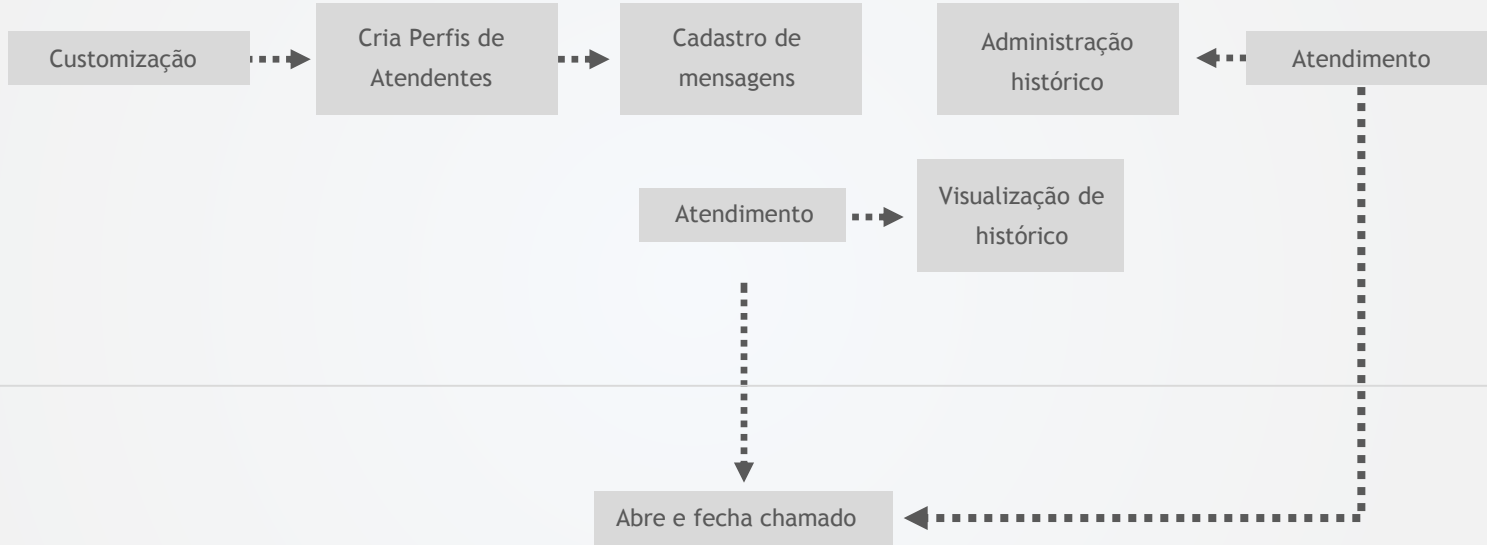 Customização
Cria Perfis de
Atendentes
Cadastro de
mensagens
Administração
histórico
Atendimento
Atendimento
Visualização de
histórico
Abre e fecha chamado